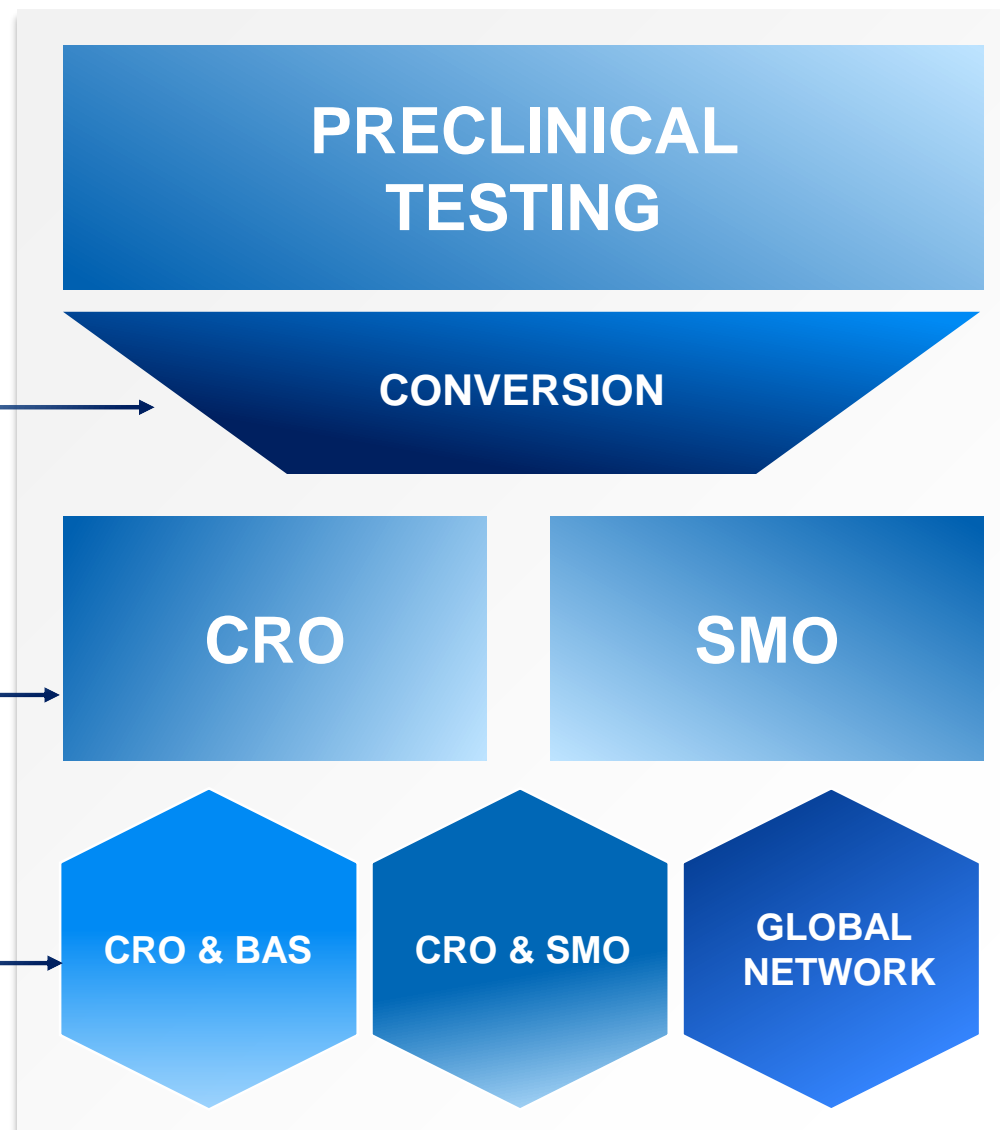 PRECLINICAL
TESTING
CONVERSION
CRO
SMO
CRO & BAS
CRO & SMO
GLOBAL
NETWORK